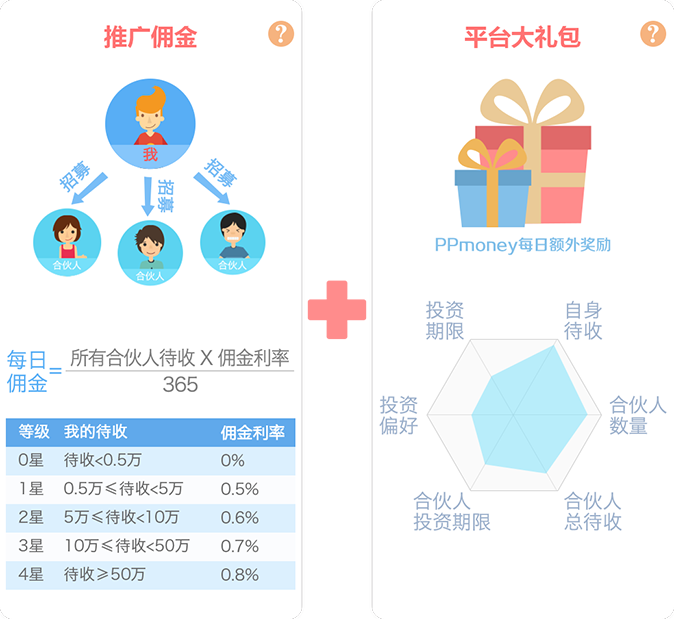 推广佣金
?
我
招募
招募
招募
合伙人
合伙人
合伙人
每日
佣金
=
所有合伙人待收 X 佣金利率
365
等级 我的待收 佣金利率
0星 待收<0.5万 0%
1星 0.5万≤待收<5万 0.5%
2星 5万≤待收<10万 0.6%
3星 10万≤待收<50万 0.7%
4星 待收≥50万 0.8%
平台大礼包
?
PPmoney每日额外奖励
投资
期限
自身
待收
投资
偏好
合伙人
数量
合伙人
投资期限
合伙人
总待收